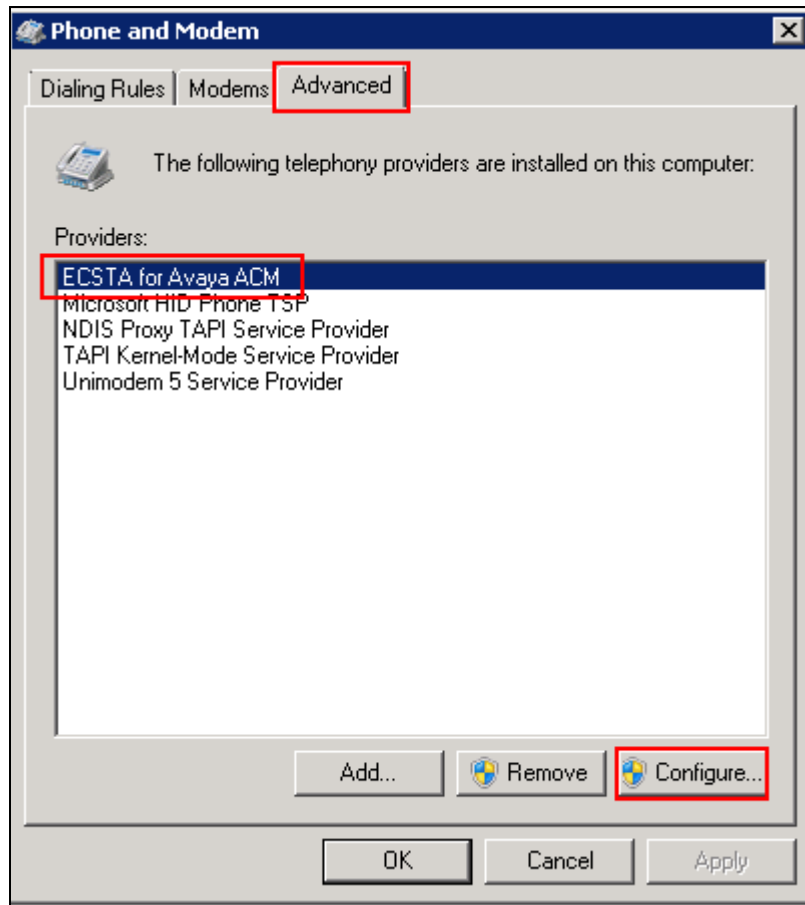 Phone and Modem
Dialing Rules Modems Advanced
The following telephony providers are installed on this computer:
Providers:
ECSTA for Avaya ACM
Microsoft HID Phone TSP
NDIS Proxy TAPI Service Provider
TAPI Kernel-Mode Service Provider
Unimodem 5 Service Provider
Add... Remove Configure...
OK Cancel Apply